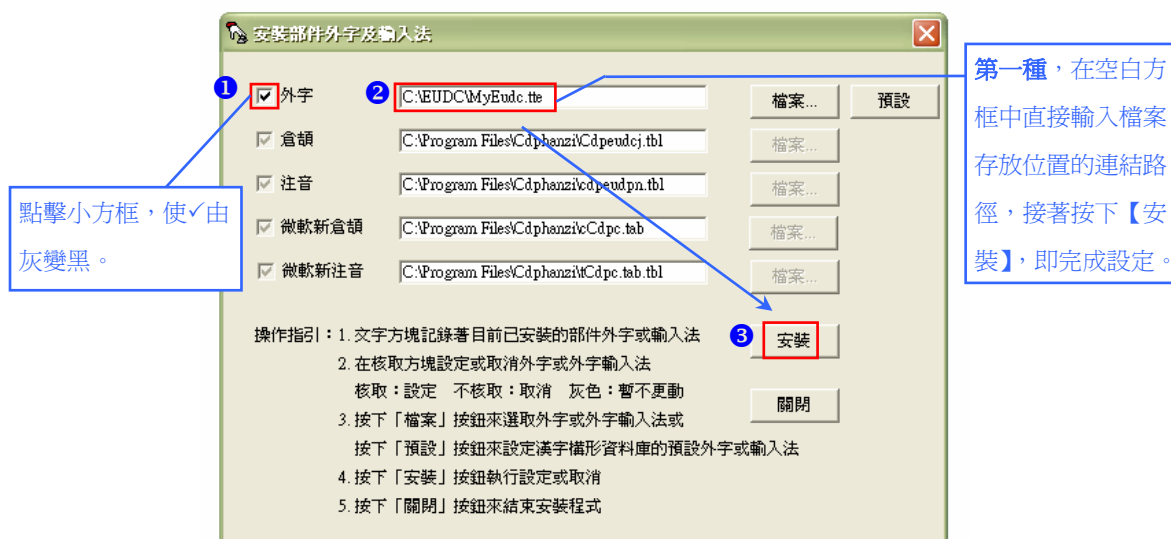 安裝部件外字及輸入法
❶ 外字 ❷ C:\EUDC\MyEudc.tte 檔案... 預設
倉頡 C:\Program Files\Cdphanzi\Cdpeudcj.tbl 檔案...
注音 C:\Program Files\Cdphanzi\cdpeudpn.tbl 檔案...
微軟新倉頡 C:\Program Files\Cdphanzi\cCdpc.tab 檔案...
微軟新注音 C:\Program Files\Cdphanzi\tCdpc.tab.tbl 檔案...
點擊小方框，使✓由
灰變黑。
第一種，在空白方
框中直接輸入檔案
存放位置的連結路
徑，接著按下【安
裝】，即完成設定。
操作指引：1. 文字方塊記錄著目前已安裝的部件外字或輸入法
2. 在核取方塊設定或取消外字或外字輸入法
核取：設定 不核取：取消 灰色：暫不更動
3. 按下「檔案」按鈕來選取外字或外字輸入法或
按下「預設」按鈕來設定漢字構形資料庫的預設外字或輸入法
4. 按下「安裝」按鈕執行設定或取消
5. 按下「關閉」按鈕來結束安裝程式
❸ 安裝
關閉